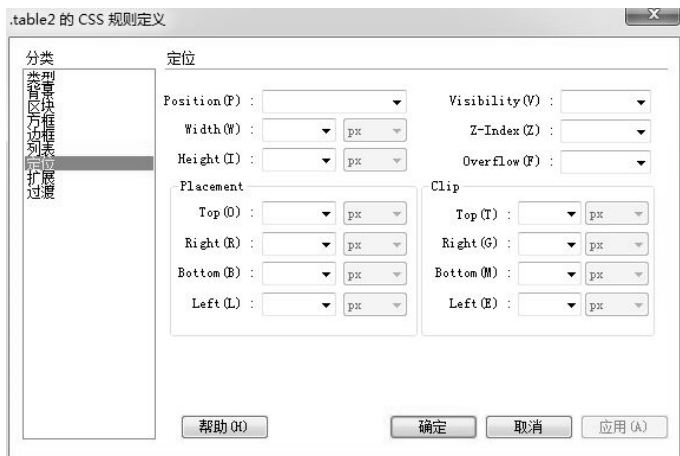 .table2 的 CSS 规则定义
分类
类型
背景
区块
方框
边框
列表
定位
扩展
过渡
定位
Position(P) :
Width(W) : px
Height(I) : px
Visibility(V) :
Z-Index(Z) :
Overflow(F) :
Placement
Top(O) : px
Right(R) : px
Bottom(B) : px
Left(L) : px
Clip
Top(T) : px
Right(G) : px
Bottom(M) : px
Left(E) : px
帮助(H)
确定
取消
应用(A)